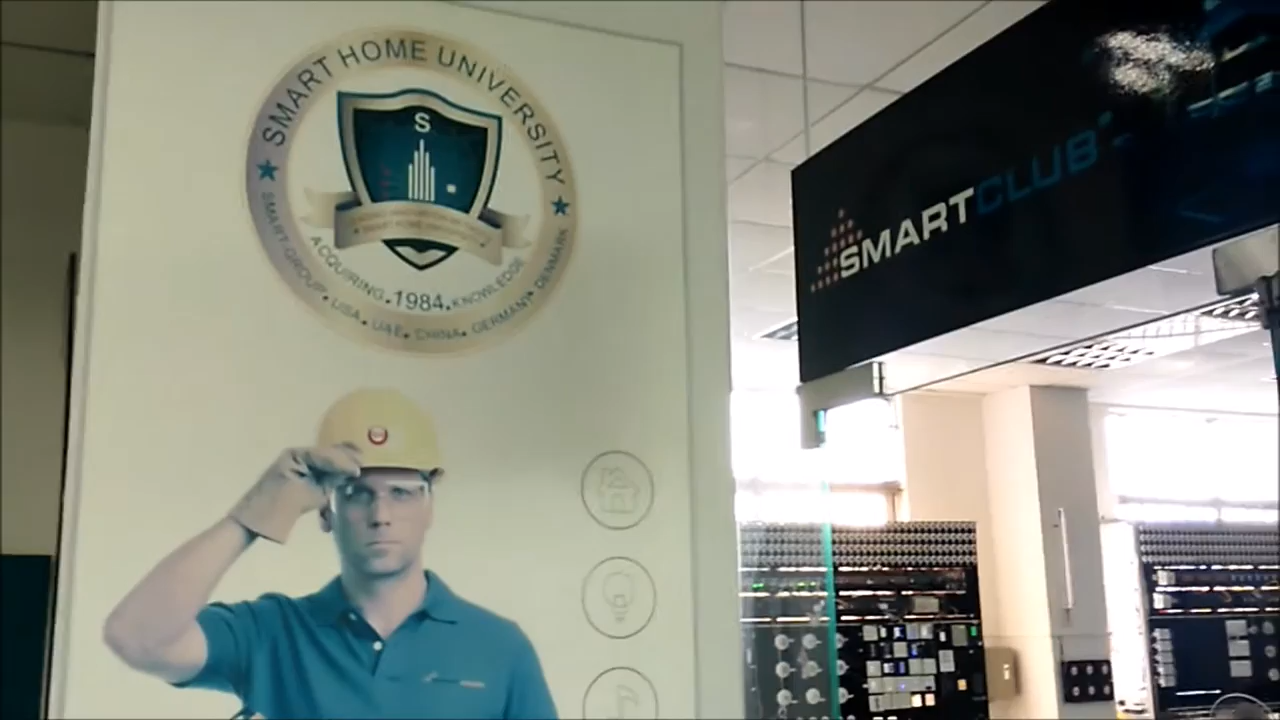 SMART HOME UNIVERSITY
S
ACQUIRING.1984.KNOWLEDGE
SMART-GROUP. USA. UAE. CHINA. GERMANY. DENMARK
SMARTCLUB